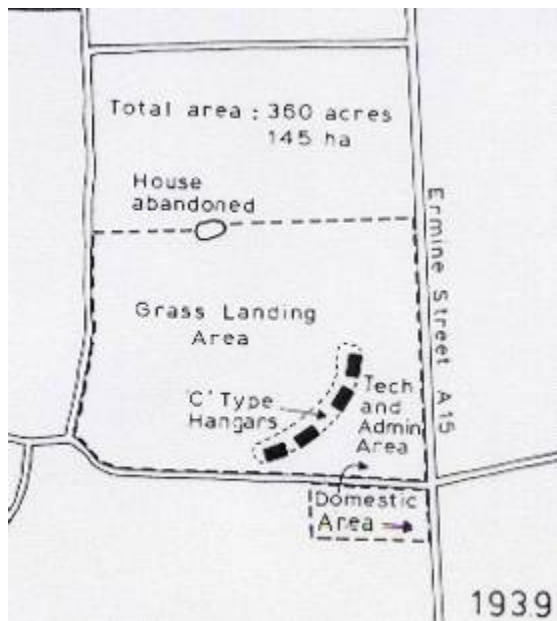 Total area : 360 acres
145 ha
House
abandoned
Ermine Street A15
Grass Landing
Area
'C' Type
Hangars
Tech
and
Admin
Area
Domestic
Area
1939